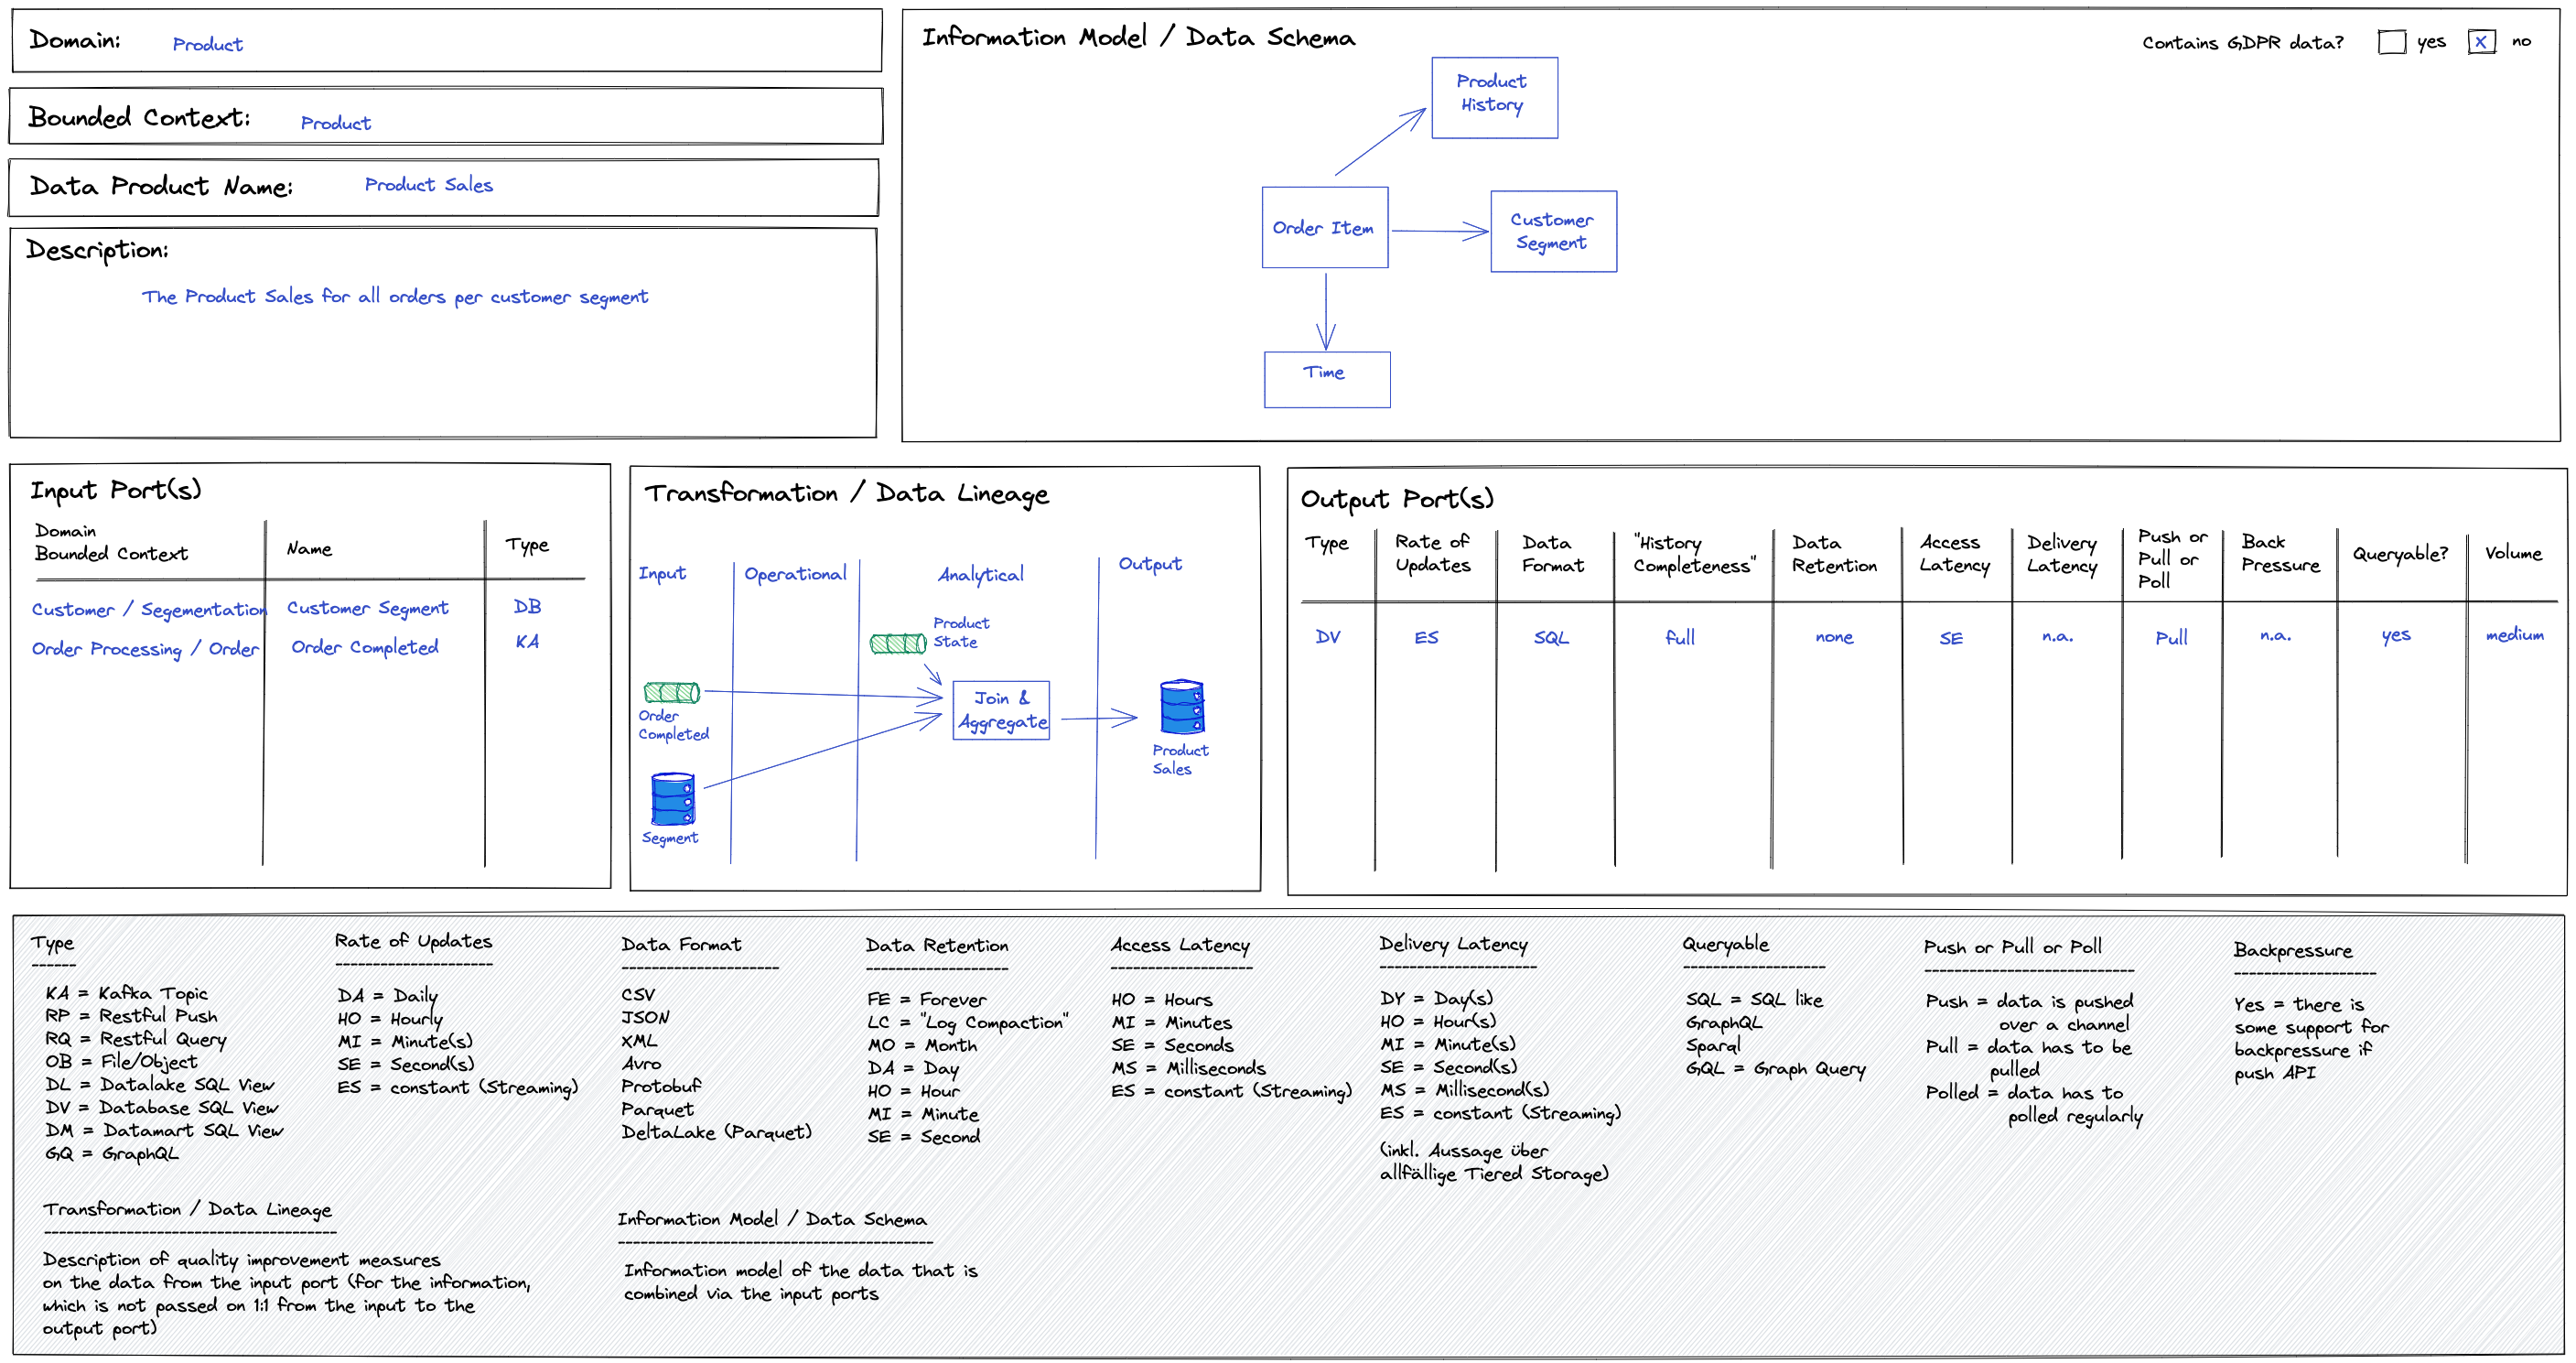 Domain: Product
Bounded Context: Product
Data Product Name: Product Sales
Description:
The Product Sales for all orders per customer segment
Information Model / Data Schema
Contains GDPR data? yes x no
Product
History
Order Item
Customer
Segment
Time
Input Port(s)
Domain
Bounded Context
Name
Type
Customer / Segementation Customer Segment DB
Order Processing / Order Order Completed KA
Transformation / Data Lineage
Input
Operational
Analytical
Output
Product
State
Order
Completed
Join &
Aggregate
Product
Sales
Segment
Output Port(s)
Type
Rate of
Updates
Data
Format
"History
Completeness"
Data
Retention
Access
Latency
Delivery
Latency
Push or
Pull or
Poll
Back
Pressure
Queryable?
Volume
DV ES SQL full none SE n.a. Pull n.a. yes medium
Type
------
KA = Kafka Topic
RP = Restful Push
RQ = Restful Query
OB = File/Object
DL = Datalake SQL View
DV = Database SQL View
DM = Datamart SQL View
GQ = GraphQL
Rate of Updates
---------------------
DA = Daily
HO = Hourly
MI = Minute(s)
SE = Second(s)
ES = constant (Streaming)
Data Format
---------------------
CSV
JSON
XML
Avro
Protobuf
Parquet
DeltaLake (Parquet)
Data Retention
-------------------
FE = Forever
LC = "Log Compaction"
MO = Month
DA = Day
HO = Hour
MI = Minute
SE = Second
Access Latency
-------------------
HO = Hours
MI = Minutes
SE = Seconds
MS = Milliseconds
ES = constant (Streaming)
Delivery Latency
---------------------
DY = Day(s)
HO = Hour(s)
MI = Minute(s)
SE = Second(s)
MS = Millisecond(s)
ES = constant (Streaming)
(inkl. Aussage über
allfällige Tiered Storage)
Queryable
-------------------
SQL = SQL like
GraphQL
Sparql
GQL = Graph Query
Push or Pull or Poll
----------------------------
Push = data is pushed
over a channel
Pull = data has to be
pulled
Polled = data has to
polled regularly
Backpressure
-------------------
Yes = there is
some support for
backpressure if
push API
Transformation / Data Lineage
---------------------------------------
Description of quality improvement measures
on the data from the input port (for the information,
which is not passed on 1:1 from the input to the
output port)
Information Model / Data Schema
------------------------------------------
Information model of the data that is
combined via the input ports